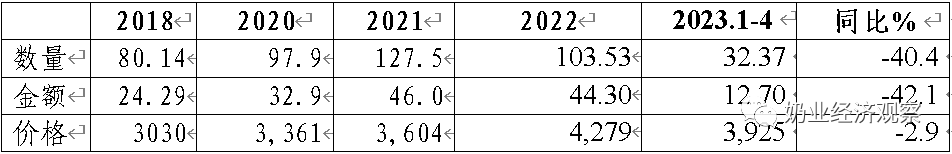 2018 2020 2021 2022 2023.1-4 同比%
数量 80.14 97.9 127.5 103.53 32.37 -40.4
金额 24.29 32.9 46.0 44.30 12.70 -42.1
奶业经济观察
价格 3030 3,361 3,604 4,279 3,925 -2.9